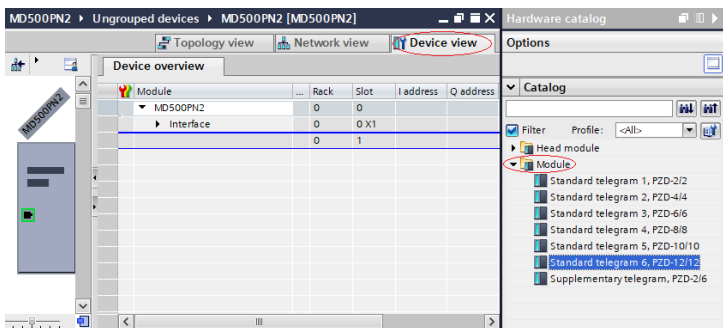 MD500PN2 ▸ Ungrouped devices ▸ MD500PN2 [MD500PN2]
Topology view
Network view
Device view
Device overview
MD500PN2
Module ... Rack Slot I address Q address
MD500PN2 0 0
Interface 0 0 X1
0 1
Hardware catalog
Options
Catalog
Filter Profile: <All>
Head module
Module
Standard telegram 1, PZD-2/2
Standard telegram 2, PZD-4/4
Standard telegram 3, PZD-6/6
Standard telegram 4, PZD-8/8
Standard telegram 5, PZD-10/10
Standard telegram 6, PZD-12/12
Supplementary telegram, PZD-2/6